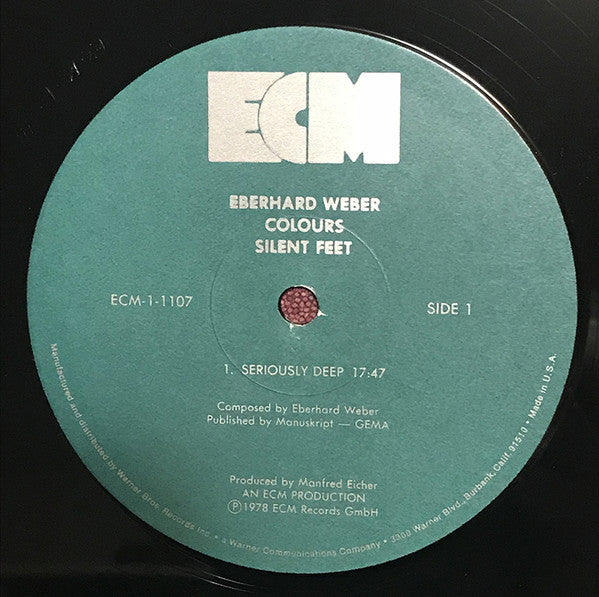 ECM
EBERHARD WEBER
COLOURS
SILENT FEET
ECM-1-1107
SIDE 1
1. SERIOUSLY DEEP 17:47
Composed by Eberhard Weber
Published by Manuskript — GEMA
Produced by Manfred Eicher
AN ECM PRODUCTION
Ⓟ1978 ECM Records GmbH
Manufactured and distributed by Warner Bros. Records Inc. • a Warner Communications Company • 3300 Warner Blvd., Burbank, Calif. 91510 • Made in U.S.A.